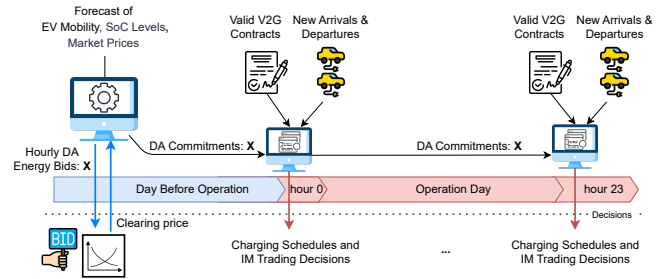 Forecast of
EV Mobility, SoC Levels,
Market Prices
Valid V2G
Contracts
New Arrivals &
Departures
Valid V2G
Contracts
New Arrivals &
Departures
DA Commitments: X
DA Commitments: X
Hourly DA
Energy Bids: X
Day Before Operation
hour 0
Operation Day
hour 23
Decisions
Clearing price
BID
Charging Schedules and
IM Trading Decisions
...
Charging Schedules and
IM Trading Decisions